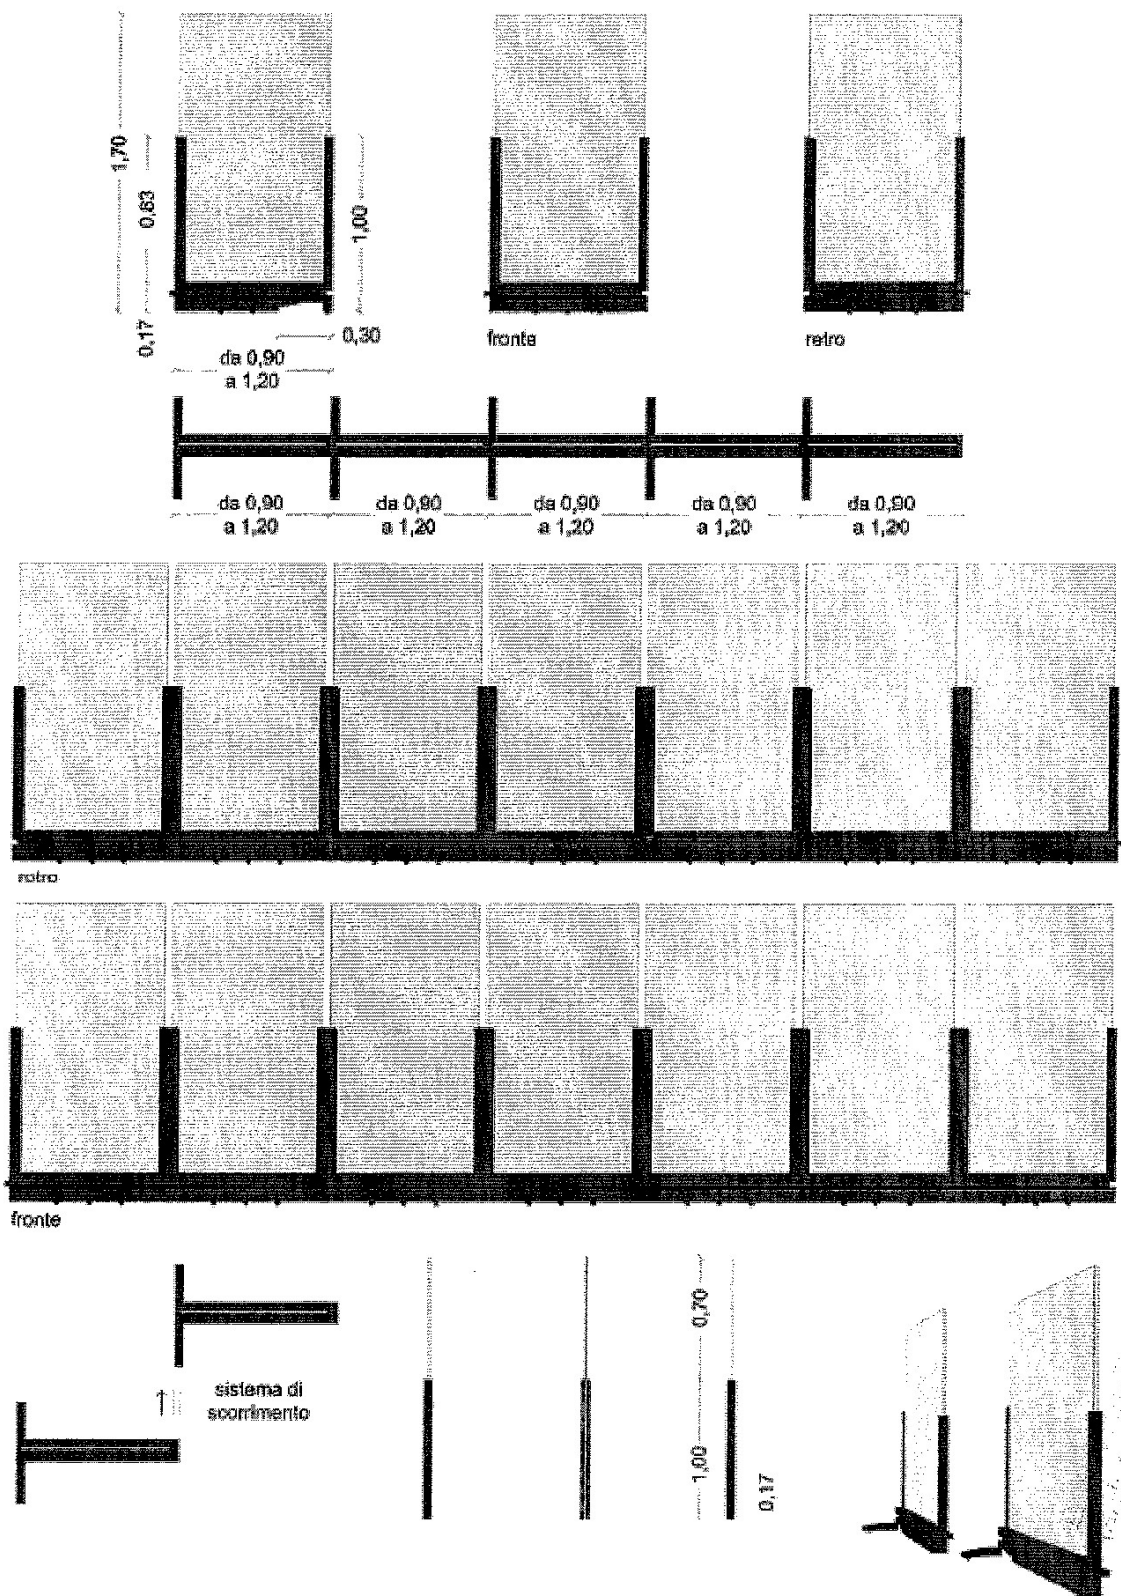 1,70
0,83
0,17
1,00
0,30
da 0,90
a 1,20
fronte
retro
da 0,90
a 1,20
da 0,90
a 1,20
da 0,90
a 1,20
da 0,90
a 1,20
da 0,90
a 1,20
retro
fronte
sistema di
scorrimento
0,70
1,00
0,17